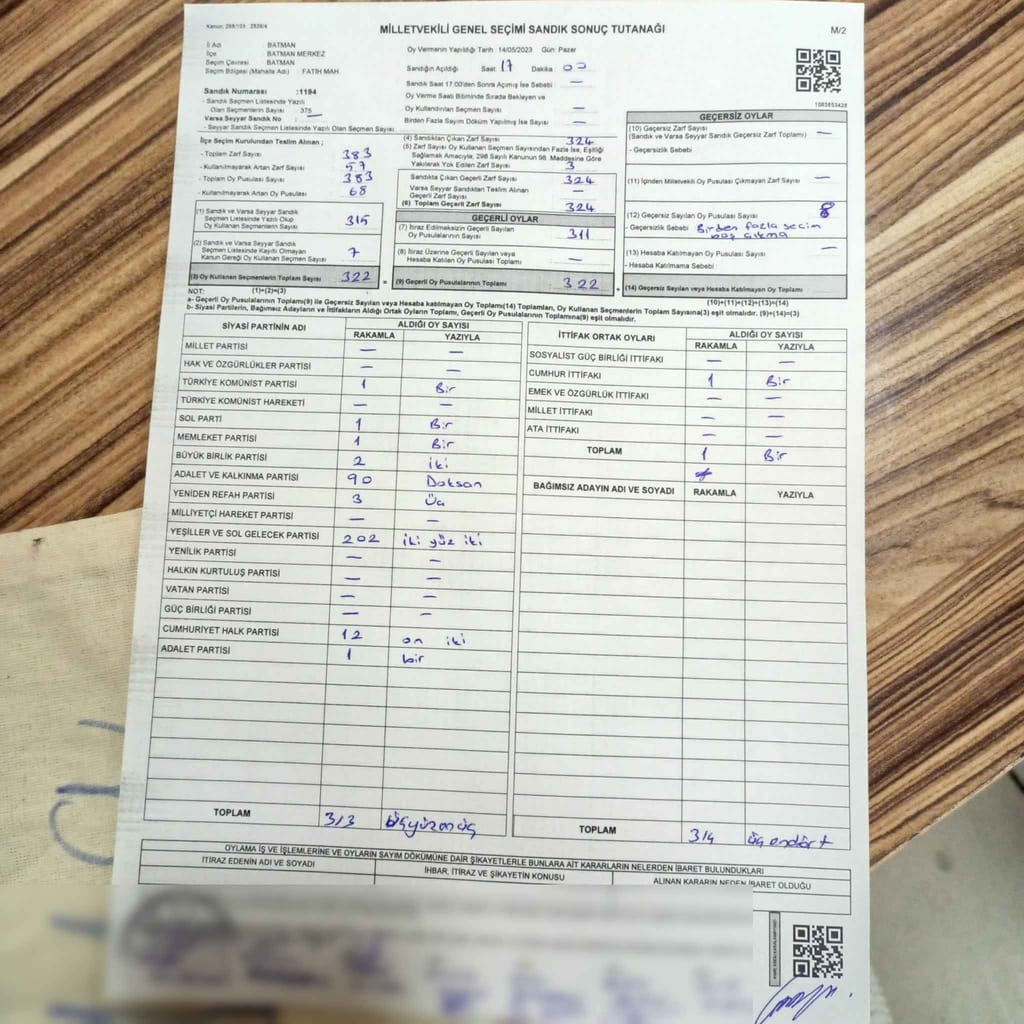 Kanun: 298/105 2839/4
MİLLETVEKİLİ GENEL SEÇİMİ SANDIK SONUÇ TUTANAĞI
M/2
İl Adı BATMAN
İlçe BATMAN MERKEZ
Seçim Çevresi BATMAN
Seçim Bölgesi (Mahalle Adı) FATİH MAH
Oy Vermenin Yapıldığı Tarih 14/05/2023 Gün: Pazar
Sandığın Açıldığı Saat 17 Dakika 00
Sandık Saat 17.00'den Sonra Açılmış İse Sebebi —
Oy Verme Saati Bitiminde Sırada Bekleyen ve
Oy Kullandırılan Seçmen Sayısı —
Birden Fazla Sayım Döküm Yapılmış İse Sayısı —
1083853428
Sandık Numarası :1194
- Sandık Seçmen Listesinde Yazılı
Olan Seçmenlerin Sayısı 375
Varsa Seyyar Sandık No : —
- Seyyar Sandık Seçmen Listesinde Yazılı Olan Seçmen Sayısı
İlçe Seçim Kurulundan Teslim Alınan ;
- Toplam Zarf Sayısı 383
- Kullanılmayarak Artan Zarf Sayısı 59
- Toplam Oy Pusulası Sayısı 383
- Kullanılmayarak Artan Oy Pusulası 68
(1) Sandık ve Varsa Seyyar Sandık
Seçmen Listesinde Yazılı Olup
Oy Kullanan Seçmenlerin Sayısı 315
(2) Sandık ve Varsa Seyyar Sandık
Seçmen Listesinde Kayıtlı Olmayan
Kanun Gereği Oy Kullanan Seçmen Sayısı 7
(3) Oy Kullanan Seçmenlerin Toplam Sayısı 322
(4) Sandıktan Çıkan Zarf Sayısı 324
(5) Zarf Sayısı Oy Kullanan Seçmen Sayısından Fazla İse, Eşitliği
Sağlamak Amacıyla, 298 Sayılı Kanunun 98. Maddesine Göre
Yakılarak Yok Edilen Zarf Sayısı 3
Sandıkta Çıkan Geçerli Zarf Sayısı 324
Varsa Seyyar Sandıktan Teslim Alınan
Geçerli Zarf Sayısı —
(6) Toplam Geçerli Zarf Sayısı 324
GEÇERLİ OYLAR
(7) İtiraz Edilmeksizin Geçerli Sayılan
Oy Pusulalarının Sayısı 311
(8) İtiraz Üzerine Geçerli Sayılan veya
Hesaba Katılan Oy Pusulası Toplamı —
= (9) Geçerli Oy Pusulalarının Toplamı 322
GEÇERSİZ OYLAR
(10) Geçersiz Zarf Sayısı
(Sandık ve Varsa Seyyar Sandık Geçersiz Zarf Toplamı) —
- Geçersizlik Sebebi
(11) İçinden Milletvekili Oy Pusulası Çıkmayan Zarf Sayısı —
(12) Geçersiz Sayılan Oy Pusulası Sayısı 8
- Geçersizlik Sebebi Birden fazla seçim
boş çıkma
(13) Hesaba Katılmayan Oy Pusulası Sayısı —
- Hesaba Katılmama Sebebi
+ (14) Geçersiz Sayılan veya Hesaba Katılmayan Oy Toplamı
NOT: (1)+(2)=(3)
(10)+(11)+(12)+(13)=(14)
a- Geçerli Oy Pusulalarının Toplamı(9) ile Geçersiz Sayılan veya Hesaba katılmayan Oy Toplamı(14) Toplamları, Oy Kullanan Seçmenlerin Toplam Sayısına(3) eşit olmalıdır. (9)+(14)=(3)
b- Siyasi Partilerin, Bağımsız Adayların ve İttifakların Aldığı Ortak Oyların Toplamı, Geçerli Oy Pusulalarının Toplamına(9) eşit olmalıdır.
SİYASİ PARTİNİN ADI ALDIĞI OY SAYISI
RAKAMLA YAZIYLA
MİLLET PARTİSİ — —
HAK VE ÖZGÜRLÜKLER PARTİSİ — —
TÜRKİYE KOMÜNİST PARTİSİ 1 Bir
TÜRKİYE KOMÜNİST HAREKETİ — —
SOL PARTİ 1 Bir
MEMLEKET PARTİSİ 1 Bir
BÜYÜK BİRLİK PARTİSİ 2 iki
ADALET VE KALKINMA PARTİSİ 90 Doksan
YENİDEN REFAH PARTİSİ 3 Üç
MİLLİYETÇİ HAREKET PARTİSİ — —
YEŞİLLER VE SOL GELECEK PARTİSİ 202 iki yüz iki
YENİLİK PARTİSİ — —
HALKIN KURTULUŞ PARTİSİ — —
VATAN PARTİSİ — —
GÜÇ BİRLİĞİ PARTİSİ — —
CUMHURİYET HALK PARTİSİ 12 on iki
ADALET PARTİSİ 1 bir
TOPLAM 313 üçyüzonüç
İTTİFAK ORTAK OYLARI ALDIĞI OY SAYISI
RAKAMLA YAZIYLA
SOSYALİST GÜÇ BİRLİĞİ İTTİFAKI — —
CUMHUR İTTİFAKI 1 Bir
EMEK VE ÖZGÜRLÜK İTTİFAKI — —
MİLLET İTTİFAKI — —
ATA İTTİFAKI — —
TOPLAM 1 Bir
BAĞIMSIZ ADAYIN ADI VE SOYADI RAKAMLA YAZIYLA
TOPLAM 314 üçondört
OYLAMA İŞ VE İŞLEMLERİNE VE OYLARIN SAYIM DÖKÜMÜNE DAİR ŞİKAYETLERLE BUNLARA AİT KARARLARIN NELERDEN İBARET BULUNDUKLARI
İTİRAZ EDENİN ADI VE SOYADI
İHBAR, İTİRAZ VE ŞİKAYETİN KONUSU
ALINAN KARARIN NEDEN İBARET OLDUĞU